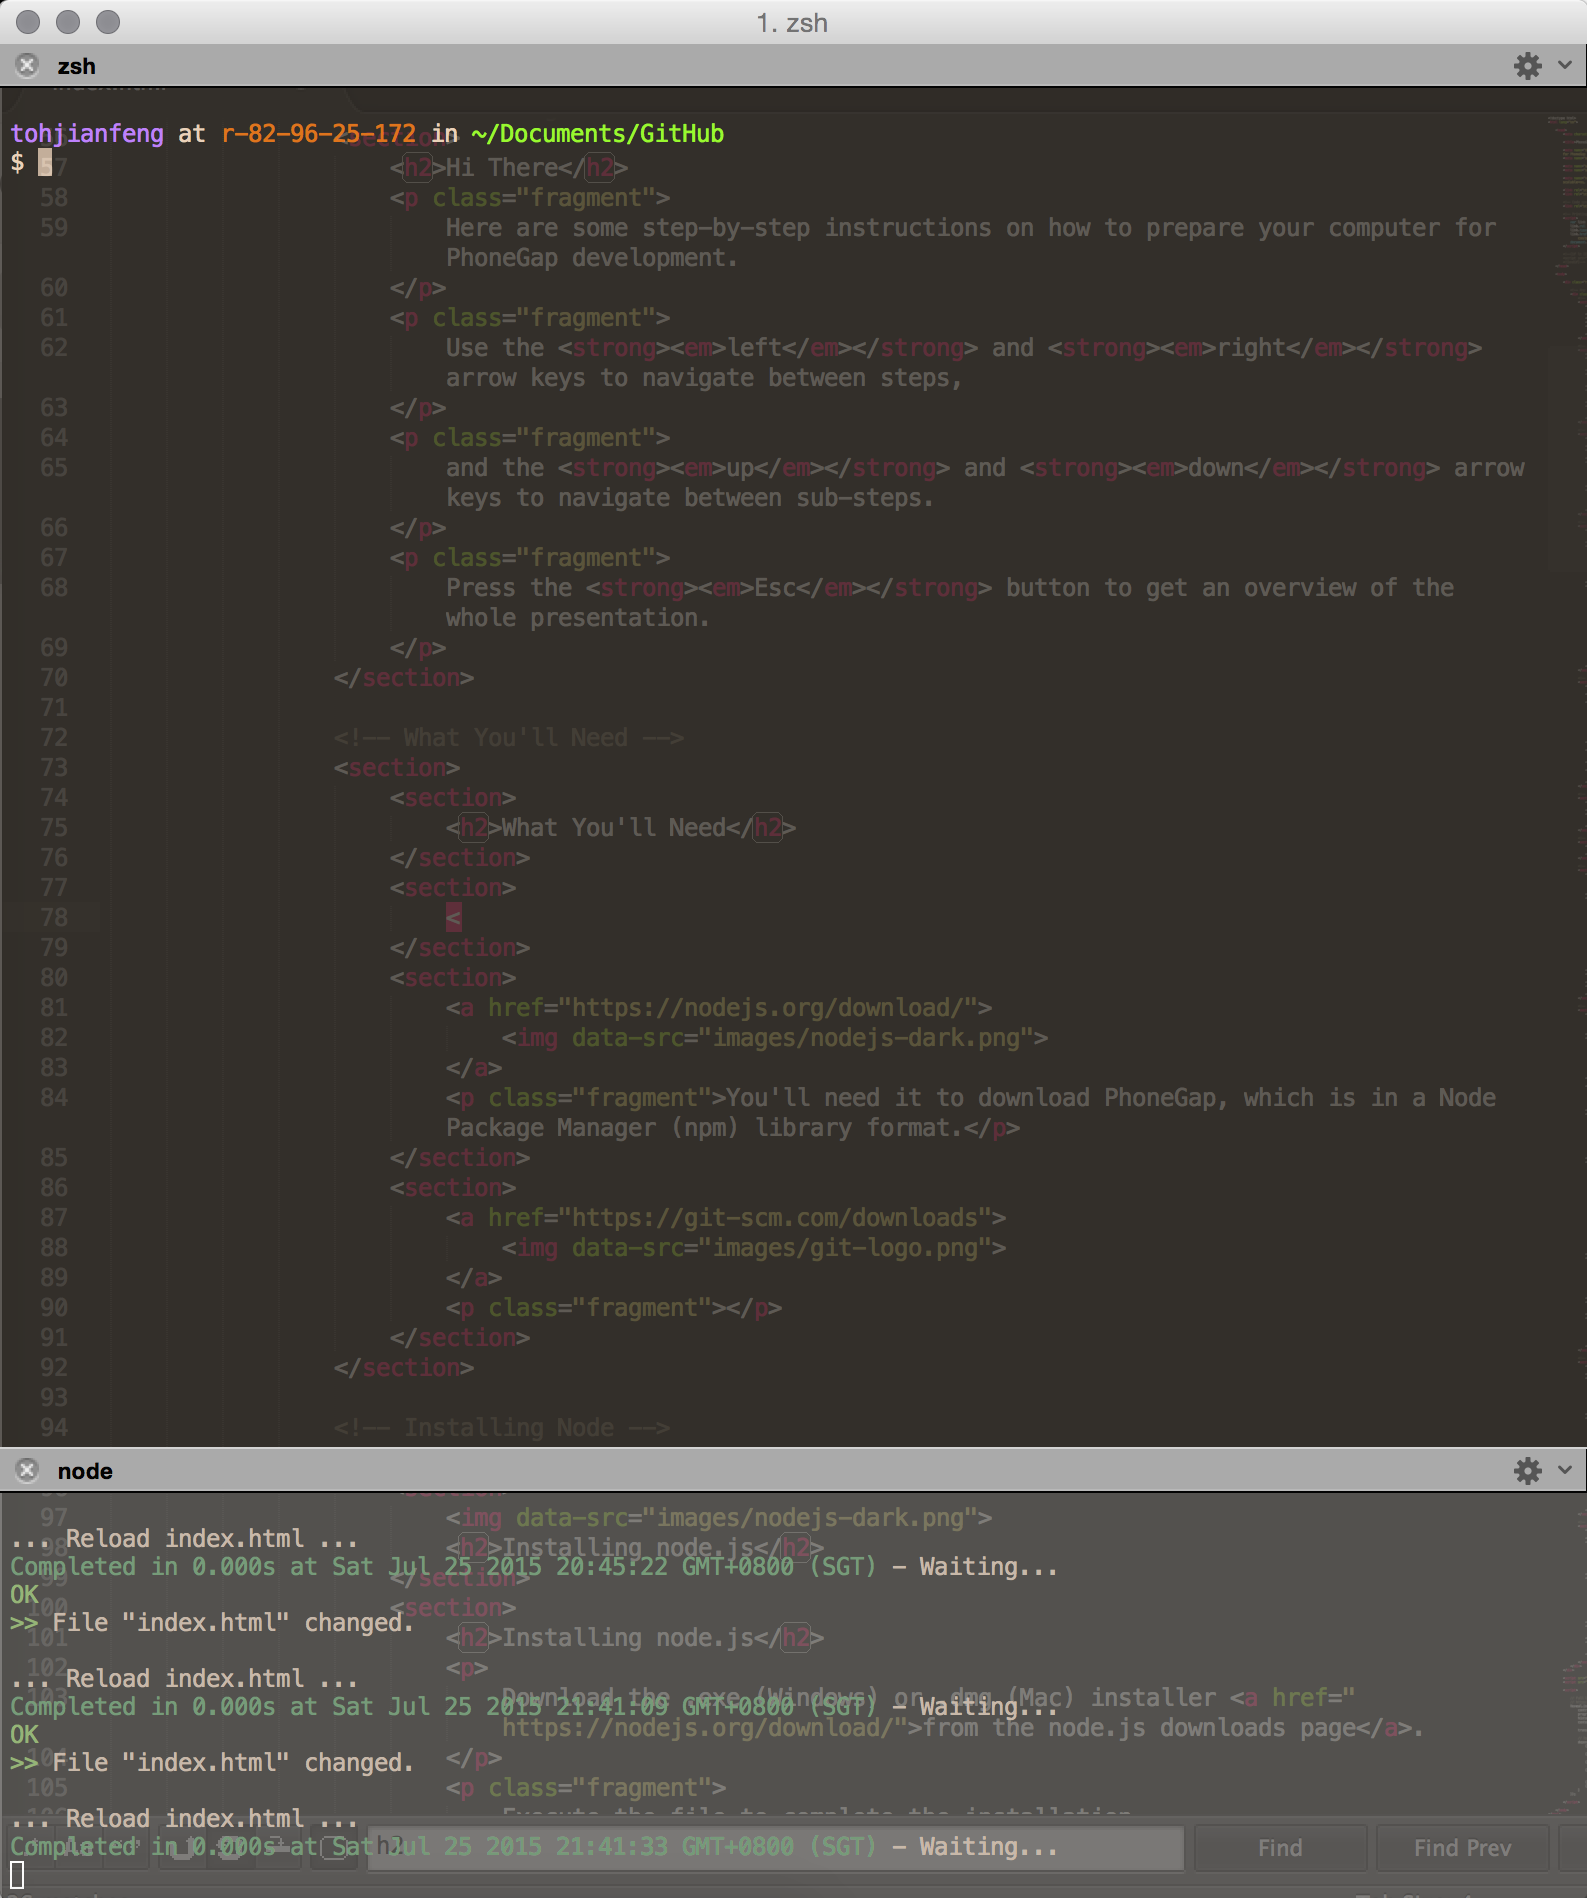 1. zsh
zsh
tohjianfeng at r-82-96-25-172 in ~/Documents/GitHub
$
57 <h2>Hi There</h2>
58 <p class="fragment">
59 Here are some step-by-step instructions on how to prepare your computer for
PhoneGap development.
60 </p>
61 <p class="fragment">
62 Use the <strong><em>left</em></strong> and <strong><em>right</em></strong>
arrow keys to navigate between steps,
63 </p>
64 <p class="fragment">
65 and the <strong><em>up</em></strong> and <strong><em>down</em></strong> arrow
keys to navigate between sub-steps.
66 </p>
67 <p class="fragment">
68 Press the <strong><em>Esc</em></strong> button to get an overview of the
whole presentation.
69 </p>
70 </section>
71
72 <!-- What You'll Need -->
73 <section>
74 <section>
75 <h2>What You'll Need</h2>
76 </section>
77 <section>
78 <
79 </section>
80 <section>
81 <a href="https://nodejs.org/download/">
82 <img data-src="images/nodejs-dark.png">
83 </a>
84 <p class="fragment">You'll need it to download PhoneGap, which is in a Node
Package Manager (npm) library format.</p>
85 </section>
86 <section>
87 <a href="https://git-scm.com/downloads">
88 <img data-src="images/git-logo.png">
89 </a>
90 <p class="fragment"></p>
91 </section>
92 </section>
93
94 <!-- Installing Node -->
node
97 <img data-src="images/nodejs-dark.png">
... Reload index.html ...
98 <h2>Installing node.js</h2>
Completed in 0.000s at Sat Jul 25 2015 20:45:22 GMT+0800 (SGT) - Waiting...
99 </section>
OK
100 <section>
>> File "index.html" changed.
101 <h2>Installing node.js</h2>
102 <p>
... Reload index.html ...
103 Download the .exe (Windows) or .dmg (Mac) installer <a href="
Completed in 0.000s at Sat Jul 25 2015 21:41:09 GMT+0800 (SGT) - Waiting...
https://nodejs.org/download/">from the node.js downloads page</a>.
OK
104 </p>
>> File "index.html" changed.
105 <p class="fragment">
... Reload index.html ...
Completed in 0.000s at Sat Jul 25 2015 21:41:33 GMT+0800 (SGT) - Waiting...
h2
Find
Find Prev